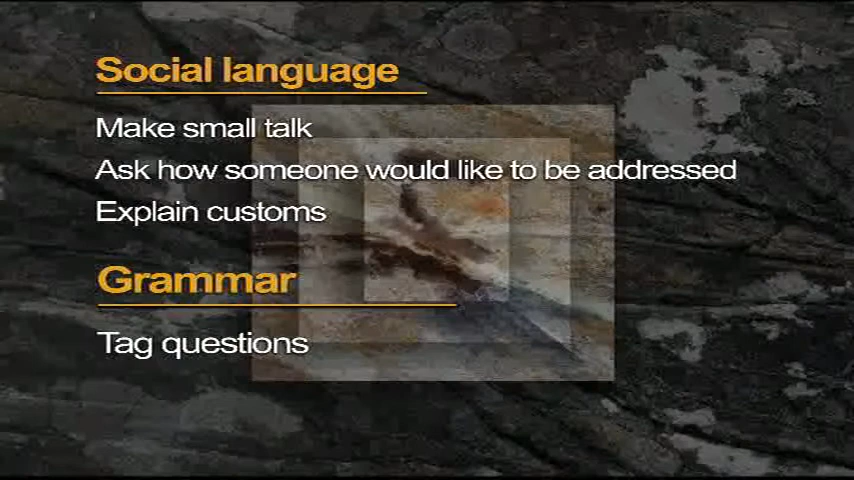 Social language
Make small talk
Ask how someone would like to be addressed
Explain customs
Grammar
Tag questions